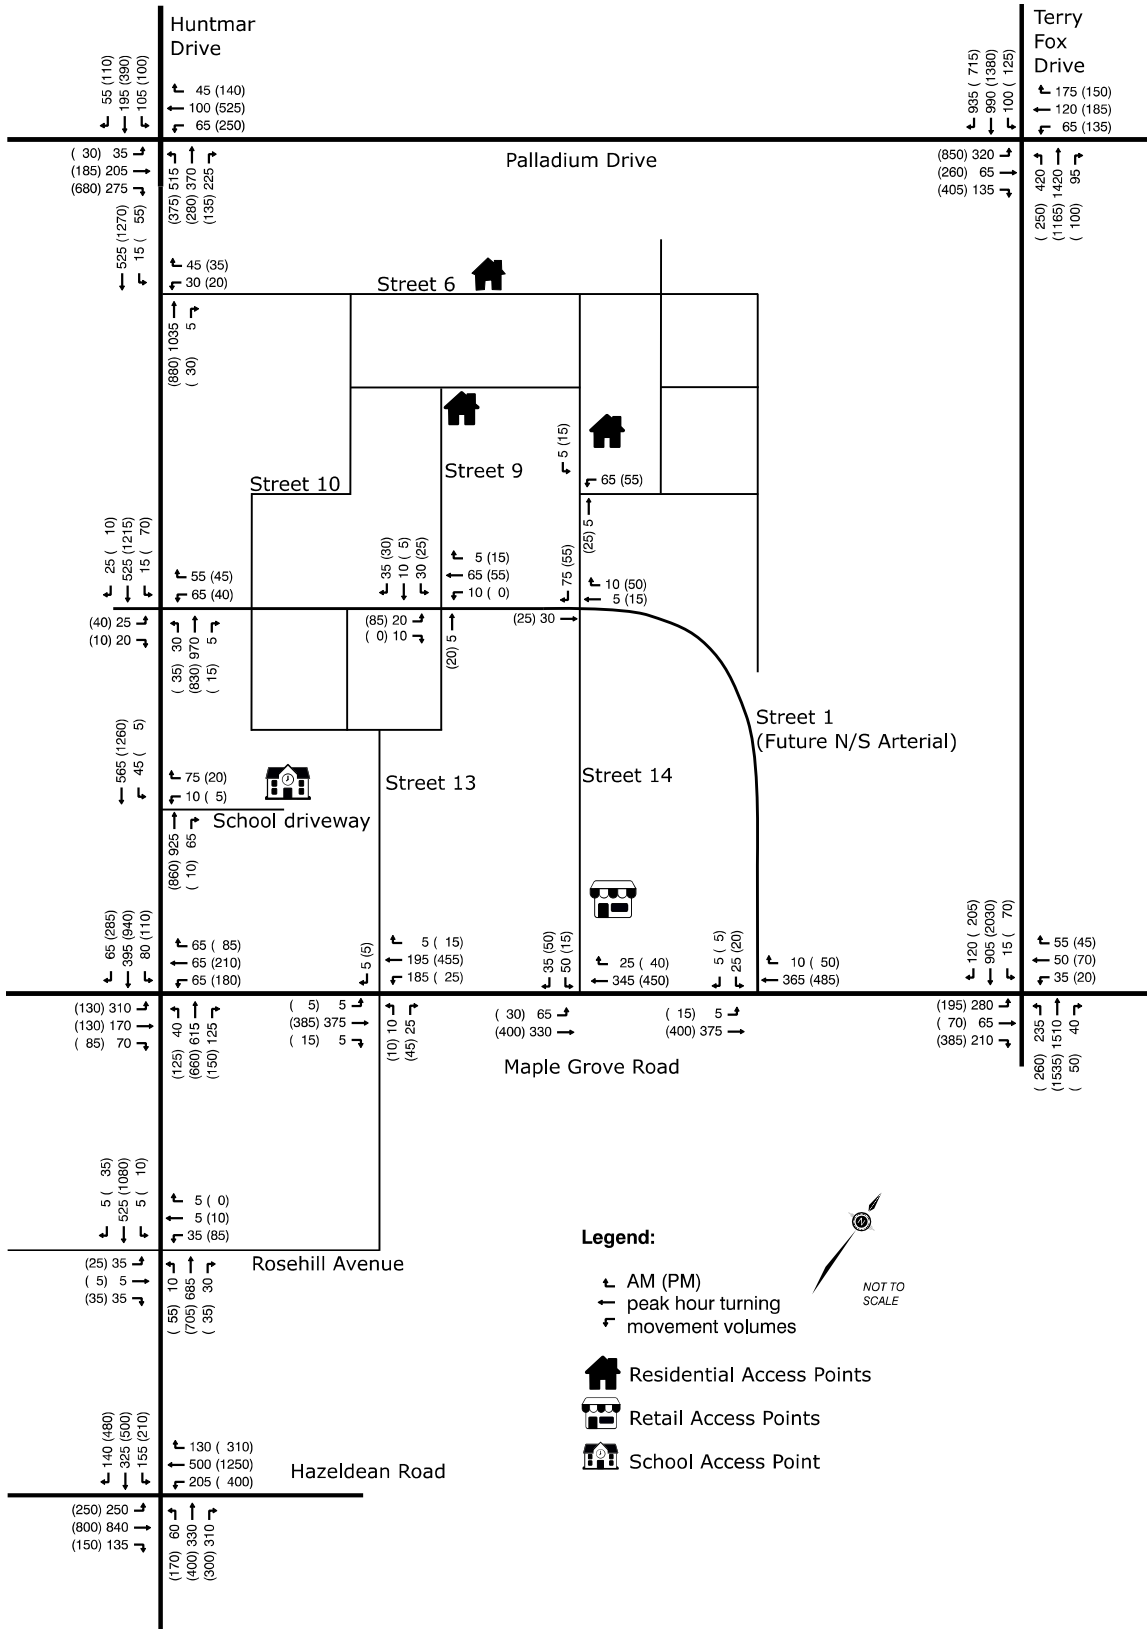 Huntmar
Drive
Terry
Fox
Drive
55 (110)
195 (390)
105 (100)
45 (140)
100 (525)
65 (250)
935 ( 715)
990 (1380)
100 ( 125)
175 (150)
120 (185)
65 (135)
Palladium Drive
( 30) 35
(185) 205
(680) 275
(375) 515
(280) 370
(135) 225
(850) 320
(260) 65
(405) 135
( 250) 420
(1165) 1420
( 100) 95
525 (1270)
15 ( 55)
45 (35)
30 (20)
Street 6
(880) 1035
( 30) 5
Street 10
Street 9
5 (15)
65 (55)
(25) 5
25 ( 10)
525 (1215)
15 ( 70)
55 (45)
65 (40)
35 (30)
10 ( 5)
30 (25)
5 (15)
65 (55)
10 ( 0)
75 (55)
10 (50)
5 (15)
(40) 25
(10) 20
( 35) 30
(830) 970
( 15) 5
(85) 20
( 0) 10
(20) 5
(25) 30
Street 1
(Future N/S Arterial)
565 (1260)
45 ( 5)
75 (20)
10 ( 5)
Street 13
Street 14
School driveway
(860) 925
( 10) 65
65 (285)
395 (940)
80 (110)
65 ( 85)
65 (210)
65 (180)
5 (5)
5 ( 15)
195 (455)
185 ( 25)
35 (50)
50 (15)
25 ( 40)
345 (450)
5 ( 5)
25 (20)
10 ( 50)
365 (485)
120 ( 205)
905 (2030)
15 ( 70)
55 (45)
50 (70)
35 (20)
(130) 310
(130) 170
( 85) 70
(125) 40
(660) 615
(150) 125
( 5) 5
(385) 375
( 15) 5
(10) 10
(45) 25
( 30) 65
(400) 330
( 15) 5
(400) 375
(195) 280
( 70) 65
(385) 210
( 260) 235
(1535) 1510
( 50) 40
Maple Grove Road
5 ( 35)
525 (1080)
5 ( 10)
5 ( 0)
5 (10)
35 (85)
Rosehill Avenue
(25) 35
( 5) 5
(35) 35
( 55) 10
(705) 685
( 35) 30
Legend:
AM (PM)
peak hour turning
movement volumes
NOT TO
SCALE
Residential Access Points
Retail Access Points
School Access Point
140 (480)
325 (500)
155 (210)
130 ( 310)
500 (1250)
205 ( 400)
Hazeldean Road
(250) 250
(800) 840
(150) 135
(170) 60
(400) 330
(300) 310